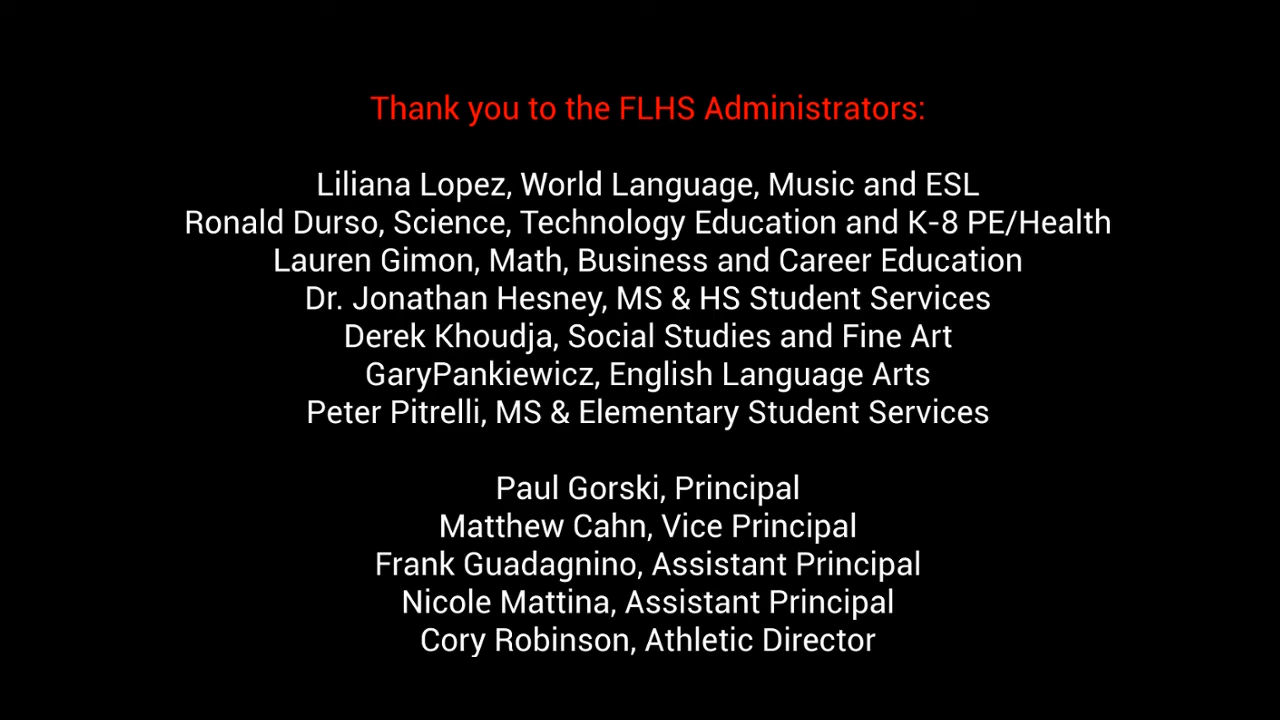 Thank you to the FLHS Administrators:
Liliana Lopez, World Language, Music and ESL
Ronald Durso, Science, Technology Education and K-8 PE/Health
Lauren Gimon, Math, Business and Career Education
Dr. Jonathan Hesney, MS & HS Student Services
Derek Khoudja, Social Studies and Fine Art
GaryPankiewicz, English Language Arts
Peter Pitrelli, MS & Elementary Student Services
Paul Gorski, Principal
Matthew Cahn, Vice Principal
Frank Guadagnino, Assistant Principal
Nicole Mattina, Assistant Principal
Cory Robinson, Athletic Director